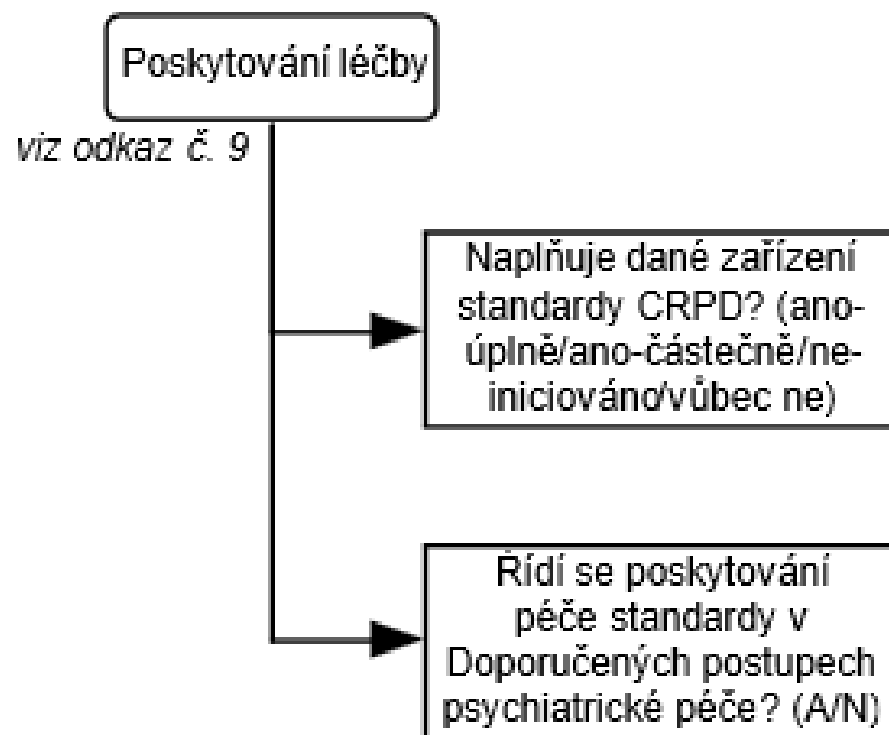 Poskytování léčby
viz odkaz č. 9
Naplňuje dané zařízení
standardy CRPD? (ano-
úplně/ano-částečně/ne-
iniciováno/vůbec ne)
Řídí se poskytování
péče standardy v
Doporučených postupech
psychiatrické péče? (A/N)